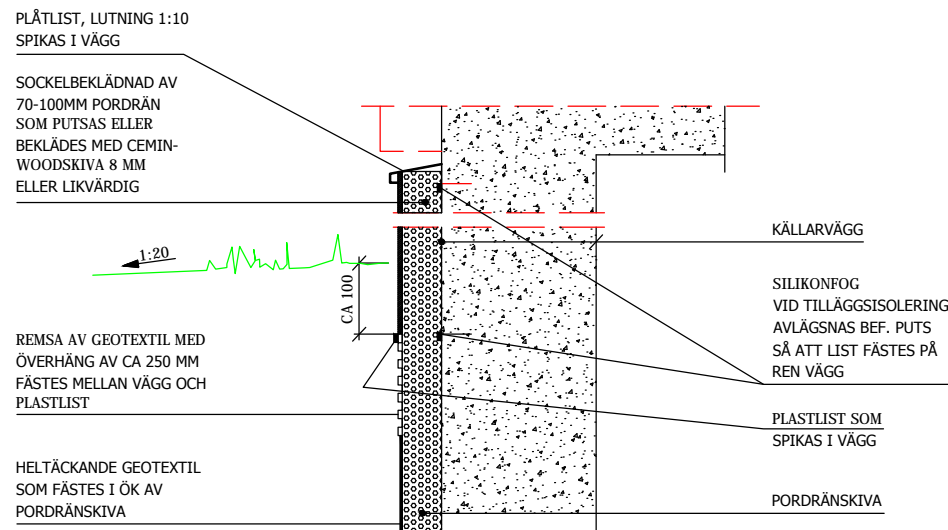 PLÅTLIST, LUTNING 1:10
SPIKAS I VÄGG
SOCKELBEKLÄDNAD AV
70-100MM PORDRÄN
SOM PUTSAS ELLER
BEKLÄDES MED CEMIN-
WOODSKIVA 8 MM
ELLER LIKVÄRDIG
1:20
CA 100
REMSA AV GEOTEXTIL MED
ÖVERHÄNG AV CA 250 MM
FÄSTES MELLAN VÄGG OCH
PLASTLIST
HELTÄCKANDE GEOTEXTIL
SOM FÄSTES I ÖK AV
PORDRÄNSKIVA
KÄLLARVÄGG
SILIKONFOG
VID TILLÄGGSISOLERING
AVLÄGSNAS BEF. PUTS
SÅ ATT LIST FÄSTES PÅ
REN VÄGG
PLASTLIST SOM
SPIKAS I VÄGG
PORDRÄNSKIVA